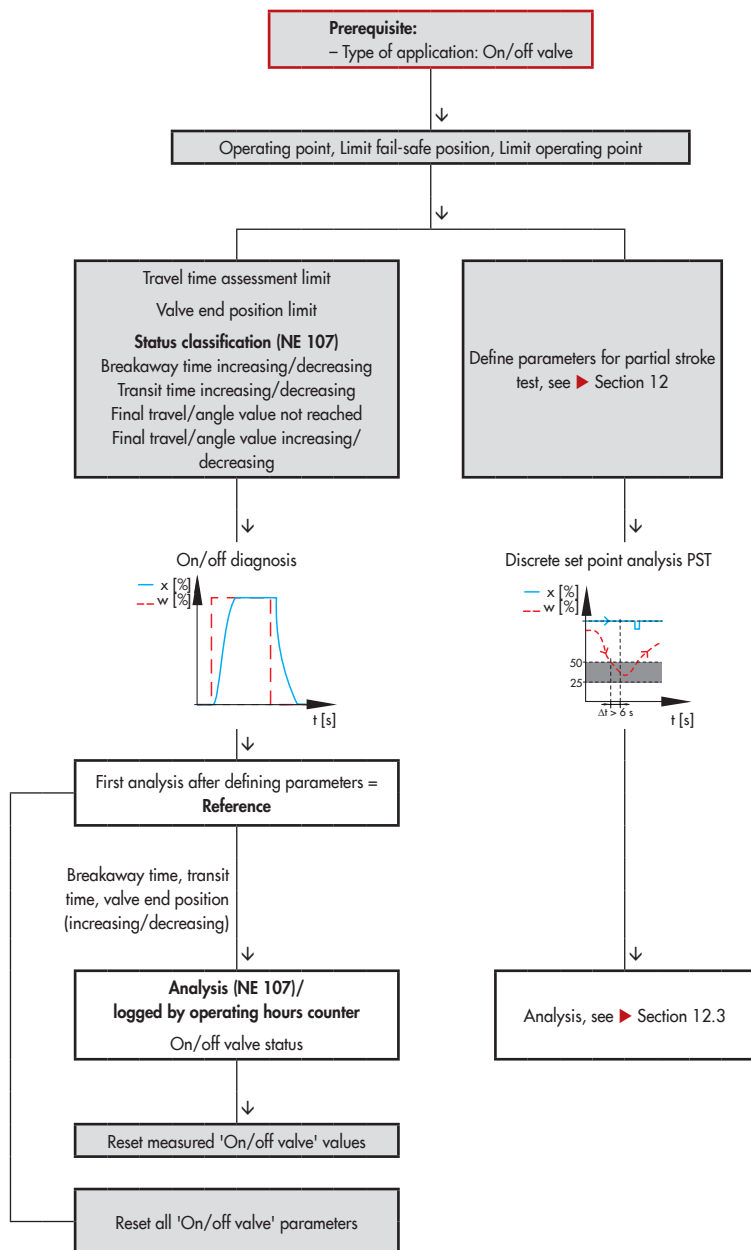 Prerequisite:
– Type of application: On/off valve
Operating point, Limit fail-safe position, Limit operating point
Travel time assessment limit
Valve end position limit
Status classification (NE 107)
Breakaway time increasing/decreasing
Transit time increasing/decreasing
Final travel/angle value not reached
Final travel/angle value increasing/
decreasing
Define parameters for partial stroke
test, see ▶ Section 12
On/off diagnosis
x [%]
w [%]
t [s]
Discrete set point analysis PST
x [%]
w [%]
50
25
Δt > 6 s
t [s]
First analysis after defining parameters =
Reference
Breakaway time, transit
time, valve end position
(increasing/decreasing)
Analysis (NE 107)/
logged by operating hours counter
On/off valve status
Analysis, see ▶ Section 12.3
Reset measured 'On/off valve' values
Reset all 'On/off valve' parameters